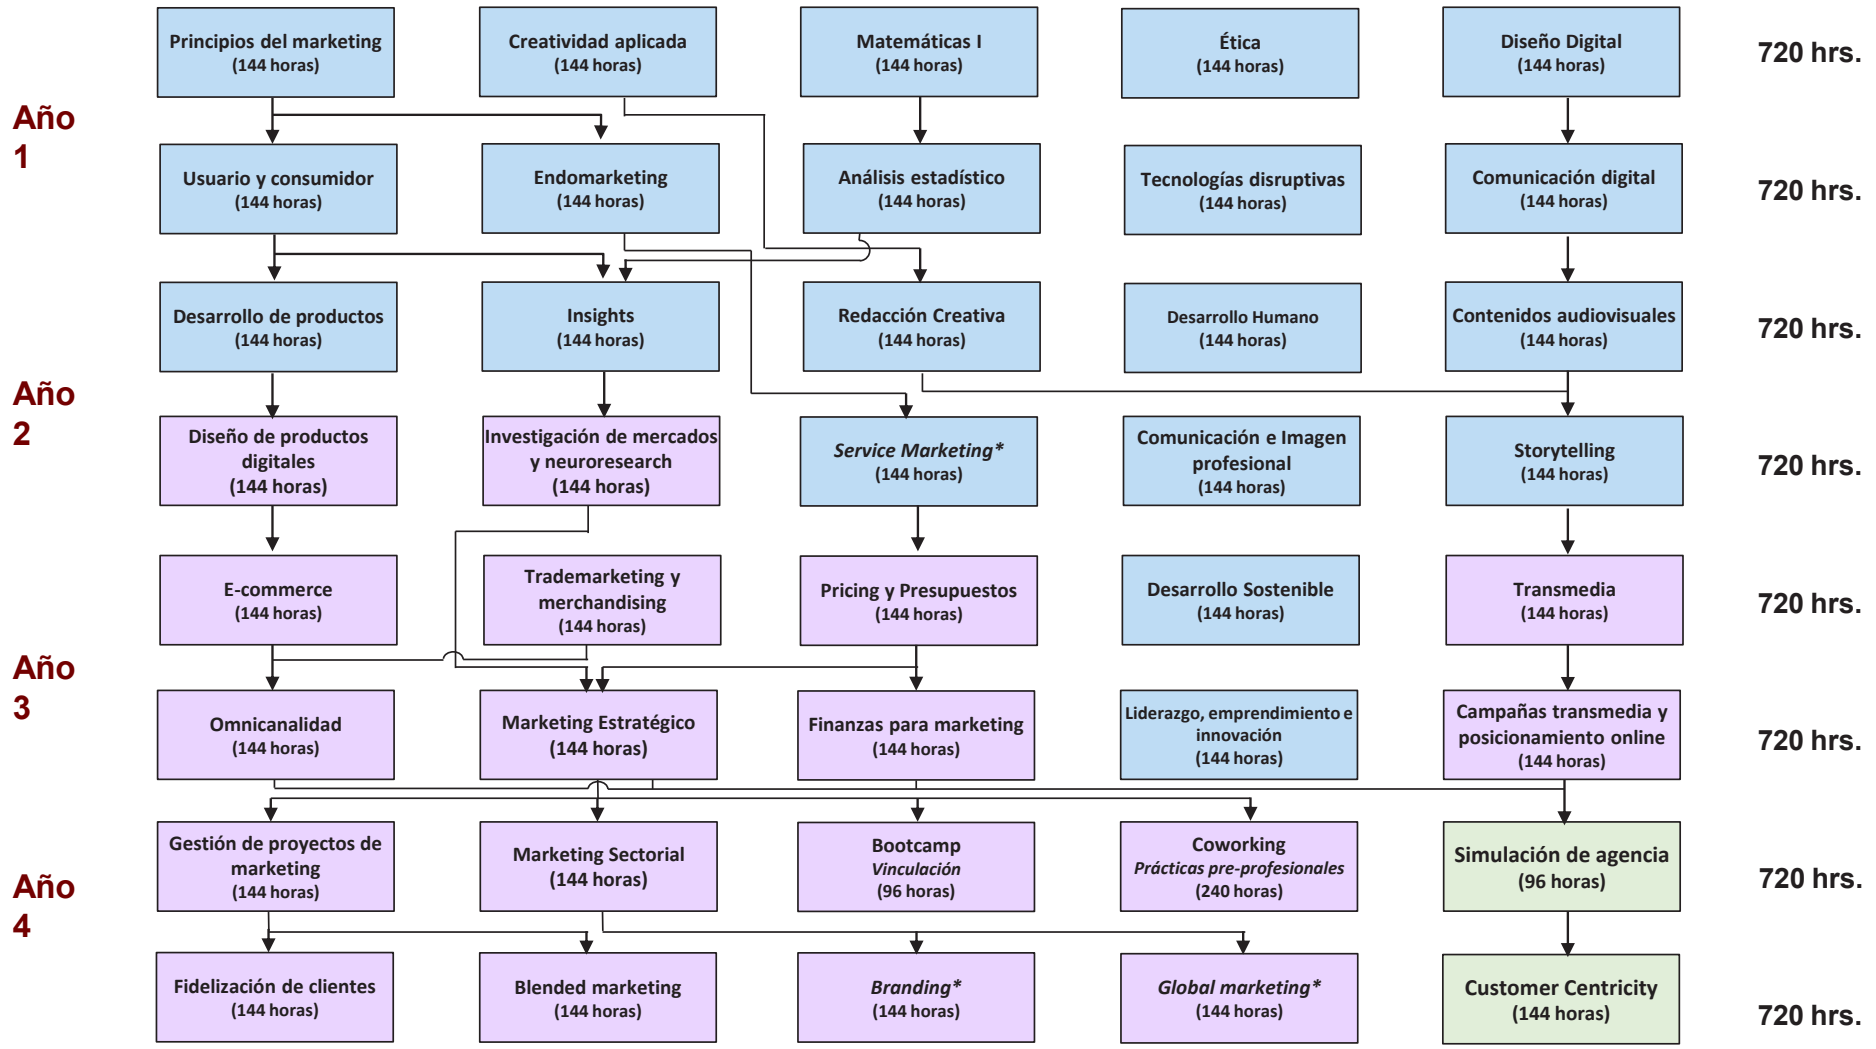 Principios del marketing
(144 horas)
Creatividad aplicada
(144 horas)
Matemáticas I
(144 horas)
Ética
(144 horas)
Diseño Digital
(144 horas)
720 hrs.
Año
1
Usuario y consumidor
(144 horas)
Endomarketing
(144 horas)
Análisis estadístico
(144 horas)
Tecnologías disruptivas
(144 horas)
Comunicación digital
(144 horas)
720 hrs.
Desarrollo de productos
(144 horas)
Insights
(144 horas)
Redacción Creativa
(144 horas)
Desarrollo Humano
(144 horas)
Contenidos audiovisuales
(144 horas)
720 hrs.
Año
2
Diseño de productos
digitales
(144 horas)
Investigación de mercados
y neuroresearch
(144 horas)
Service Marketing*
(144 horas)
Comunicación e Imagen
profesional
(144 horas)
Storytelling
(144 horas)
720 hrs.
E-commerce
(144 horas)
Trademarketing y
merchandising
(144 horas)
Pricing y Presupuestos
(144 horas)
Desarrollo Sostenible
(144 horas)
Transmedia
(144 horas)
720 hrs.
Año
3
Omnicanalidad
(144 horas)
Marketing Estratégico
(144 horas)
Finanzas para marketing
(144 horas)
Liderazgo, emprendimiento e
innovación
(144 horas)
Campañas transmedia y
posicionamiento online
(144 horas)
720 hrs.
Gestión de proyectos de
marketing
(144 horas)
Marketing Sectorial
(144 horas)
Bootcamp
Vinculación
(96 horas)
Coworking
Prácticas pre-profesionales
(240 horas)
Simulación de agencia
(96 horas)
720 hrs.
Año
4
Fidelización de clientes
(144 horas)
Blended marketing
(144 horas)
Branding*
(144 horas)
Global marketing*
(144 horas)
Customer Centricity
(144 horas)
720 hrs.